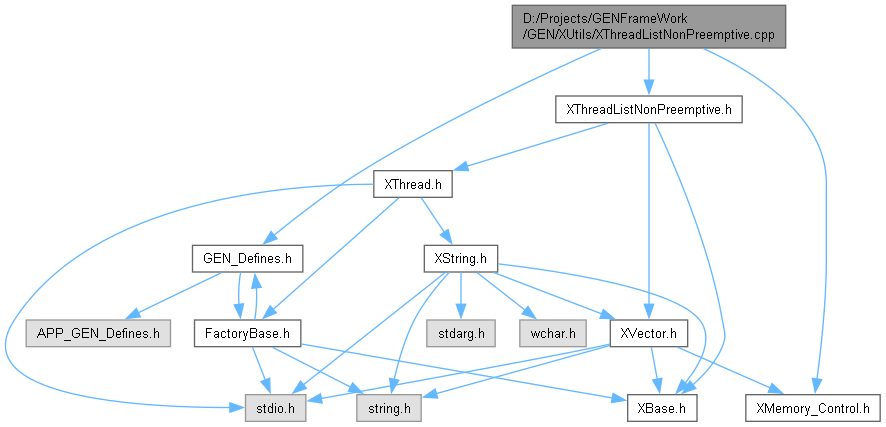 D:/Projects/GENFrameWork
/GEN/XUtils/XThreadListNonPreemptive.cpp
XThreadListNonPreemptive.h
XThread.h
GEN_Defines.h
XString.h
APP_GEN_Defines.h
FactoryBase.h
stdarg.h
wchar.h
XVector.h
stdio.h
string.h
XBase.h
XMemory_Control.h